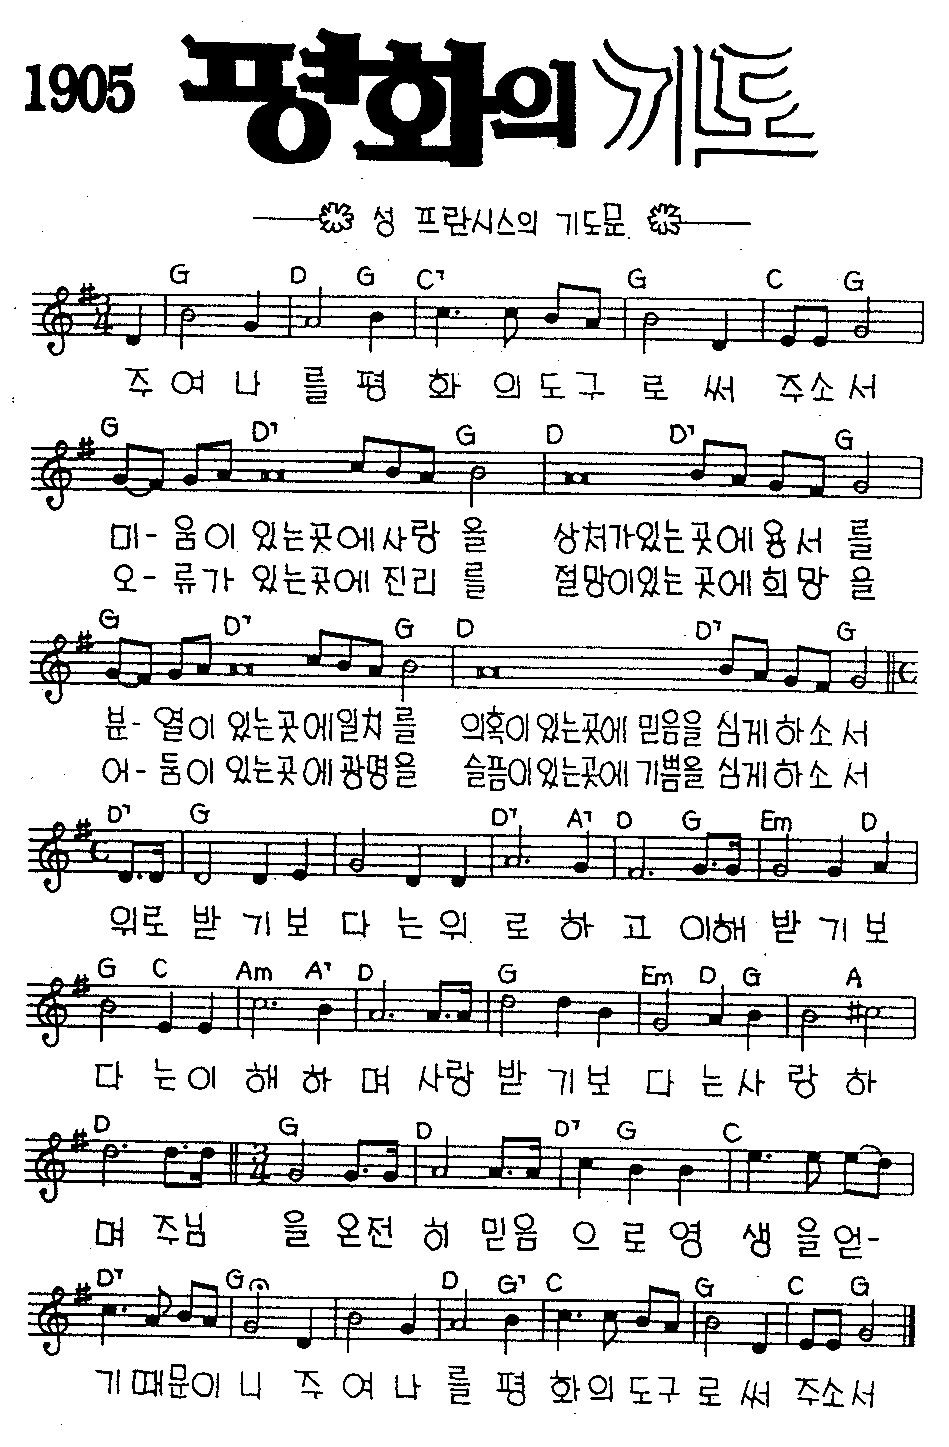 1905 평화의 기도
성 프란시스의 기도문
G D G C7 G C G
주 여 나 를 평 화 의 도 구 로 써 주 소 서
G D7 G D D7 G
미- 움이 있는곳에사랑 을 상처가있는곳에용서 를
오- 류가 있는곳에진리 를 절망이있는 곳에희망 을
G D7 G D D7 G
분- 열이 있는곳에일치 를 의혹이있는곳에 믿음을 심게하소서
어- 둠이 있는곳에광명을 슬픔이있는곳에기쁨을 심게하소서
D7 G D7 A7 D G Em D
위로 받 기 보 다 는 위 로 하 고 이해 받 기 보
G C Am A7 D G Em D G A
다 는이 해 하 며 사랑 받 기 보 다 는 사 랑 하
D G D D7 G C
며 주님 을 온전 히 믿음 으 로 영 생 을 얻-
D7 G D G7 C G C G
기 때문이 니 주 여 나 를 평 화 의 도구 로 써 주소서